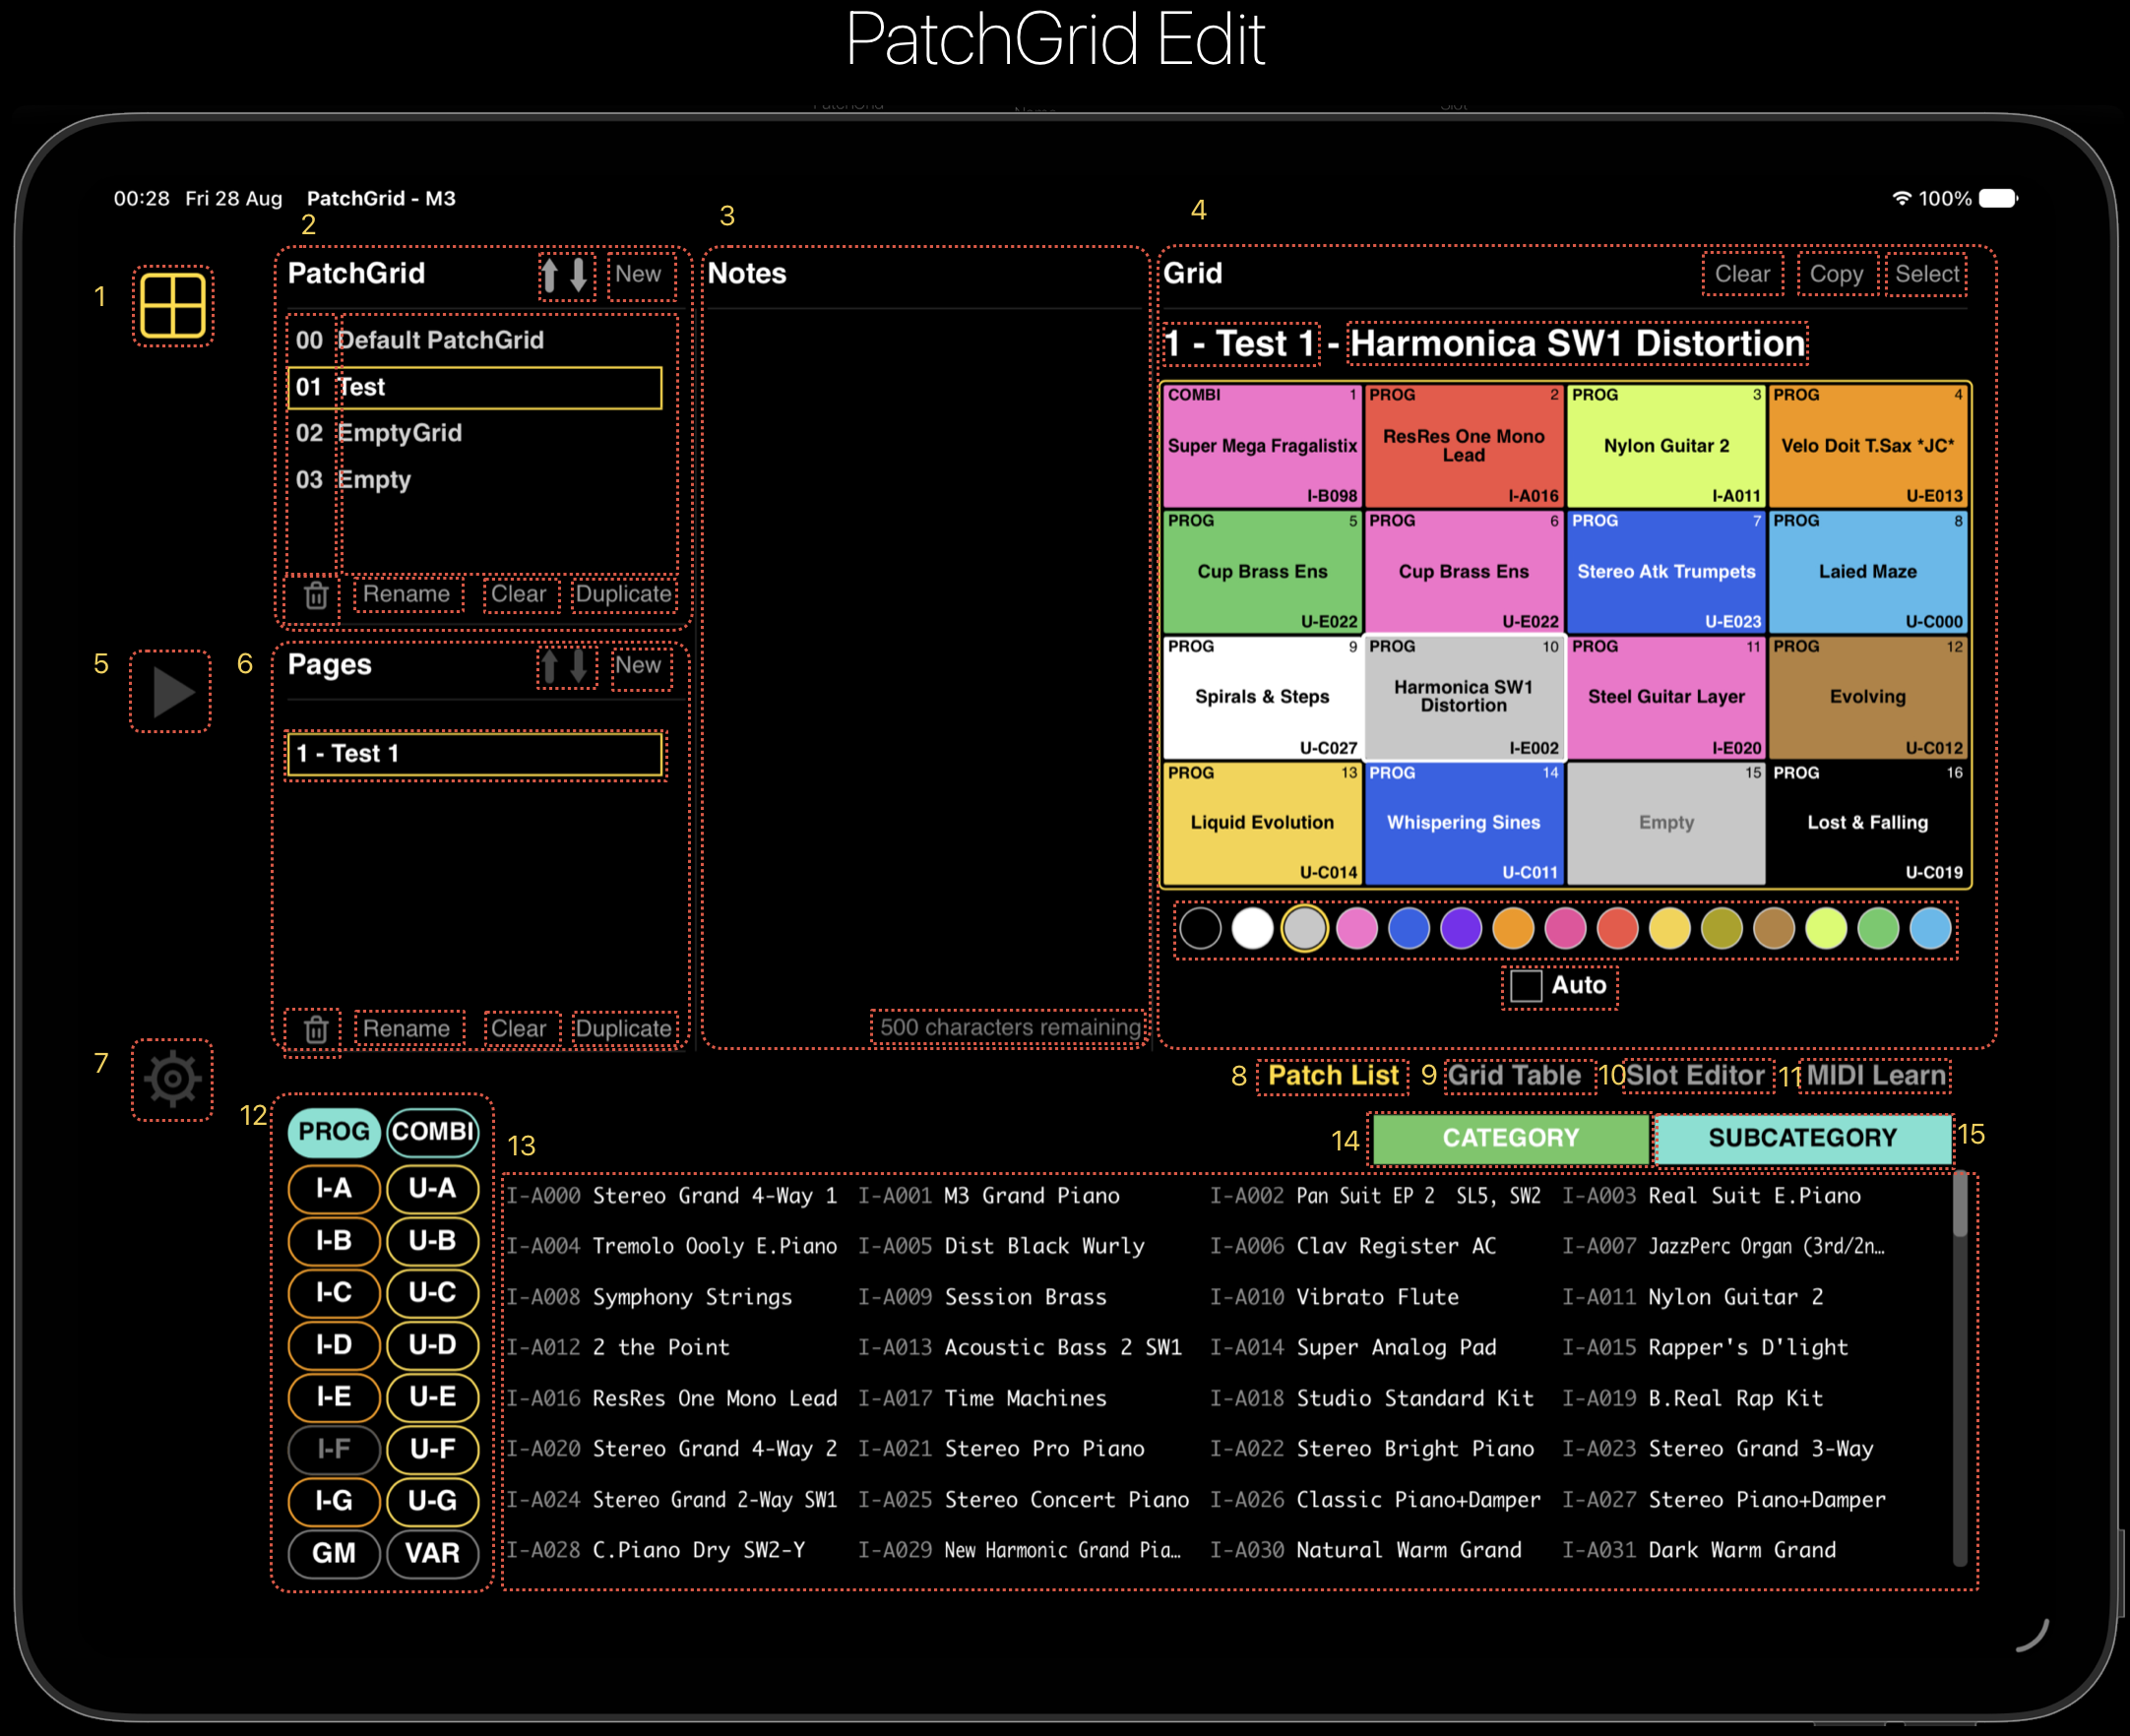 PatchGrid Edit
00:28 Fri 28 Aug PatchGrid - M3
100%
1
2
PatchGrid
New
00 Default PatchGrid
01 Test
02 EmptyGrid
03 Empty
Rename Clear Duplicate
3
Notes
500 characters remaining
4
Grid
Clear Copy Select
1 - Test 1 - Harmonica SW1 Distortion
COMBI 1
Super Mega Fragalistix
I-B098
PROG 2
ResRes One Mono
Lead
I-A016
PROG 3
Nylon Guitar 2
I-A011
PROG 4
Velo Doit T.Sax *JC*
U-E013
PROG 5
Cup Brass Ens
U-E022
PROG 6
Cup Brass Ens
U-E022
PROG 7
Stereo Atk Trumpets
U-E023
PROG 8
Laied Maze
U-C000
PROG 9
Spirals & Steps
U-C027
PROG 10
Harmonica SW1
Distortion
I-E002
PROG 11
Steel Guitar Layer
I-E020
PROG 12
Evolving
U-C012
PROG 13
Liquid Evolution
U-C014
PROG 14
Whispering Sines
U-C011
15
Empty
PROG 16
Lost & Falling
U-C019
Auto
5
6
Pages
New
1 - Test 1
Rename Clear Duplicate
7
8 Patch List 9 Grid Table 10 Slot Editor 11 MIDI Learn
12
PROG COMBI
I-A U-A
I-B U-B
I-C U-C
I-D U-D
I-E U-E
I-F U-F
I-G U-G
GM VAR
13
14 CATEGORY SUBCATEGORY 15
I-A000 Stereo Grand 4-Way 1 I-A001 M3 Grand Piano I-A002 Pan Suit EP 2  SL5, SW2 I-A003 Real Suit E.Piano
I-A004 Tremolo Oooly E.Piano I-A005 Dist Black Wurly I-A006 Clav Register AC I-A007 JazzPerc Organ (3rd/2n…
I-A008 Symphony Strings I-A009 Session Brass I-A010 Vibrato Flute I-A011 Nylon Guitar 2
I-A012 2 the Point I-A013 Acoustic Bass 2 SW1 I-A014 Super Analog Pad I-A015 Rapper's D'light
I-A016 ResRes One Mono Lead I-A017 Time Machines I-A018 Studio Standard Kit I-A019 B.Real Rap Kit
I-A020 Stereo Grand 4-Way 2 I-A021 Stereo Pro Piano I-A022 Stereo Bright Piano I-A023 Stereo Grand 3-Way
I-A024 Stereo Grand 2-Way SW1 I-A025 Stereo Concert Piano I-A026 Classic Piano+Damper I-A027 Stereo Piano+Damper
I-A028 C.Piano Dry SW2-Y I-A029 New Harmonic Grand Pia… I-A030 Natural Warm Grand I-A031 Dark Warm Grand